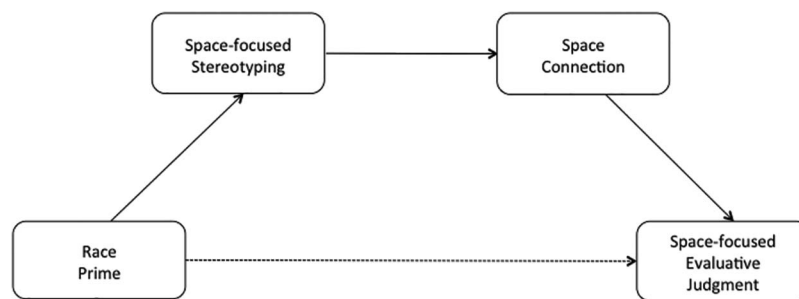 Space-focused
Stereotyping
Space
Connection
Race
Prime
Space-focused
Evaluative
Judgment